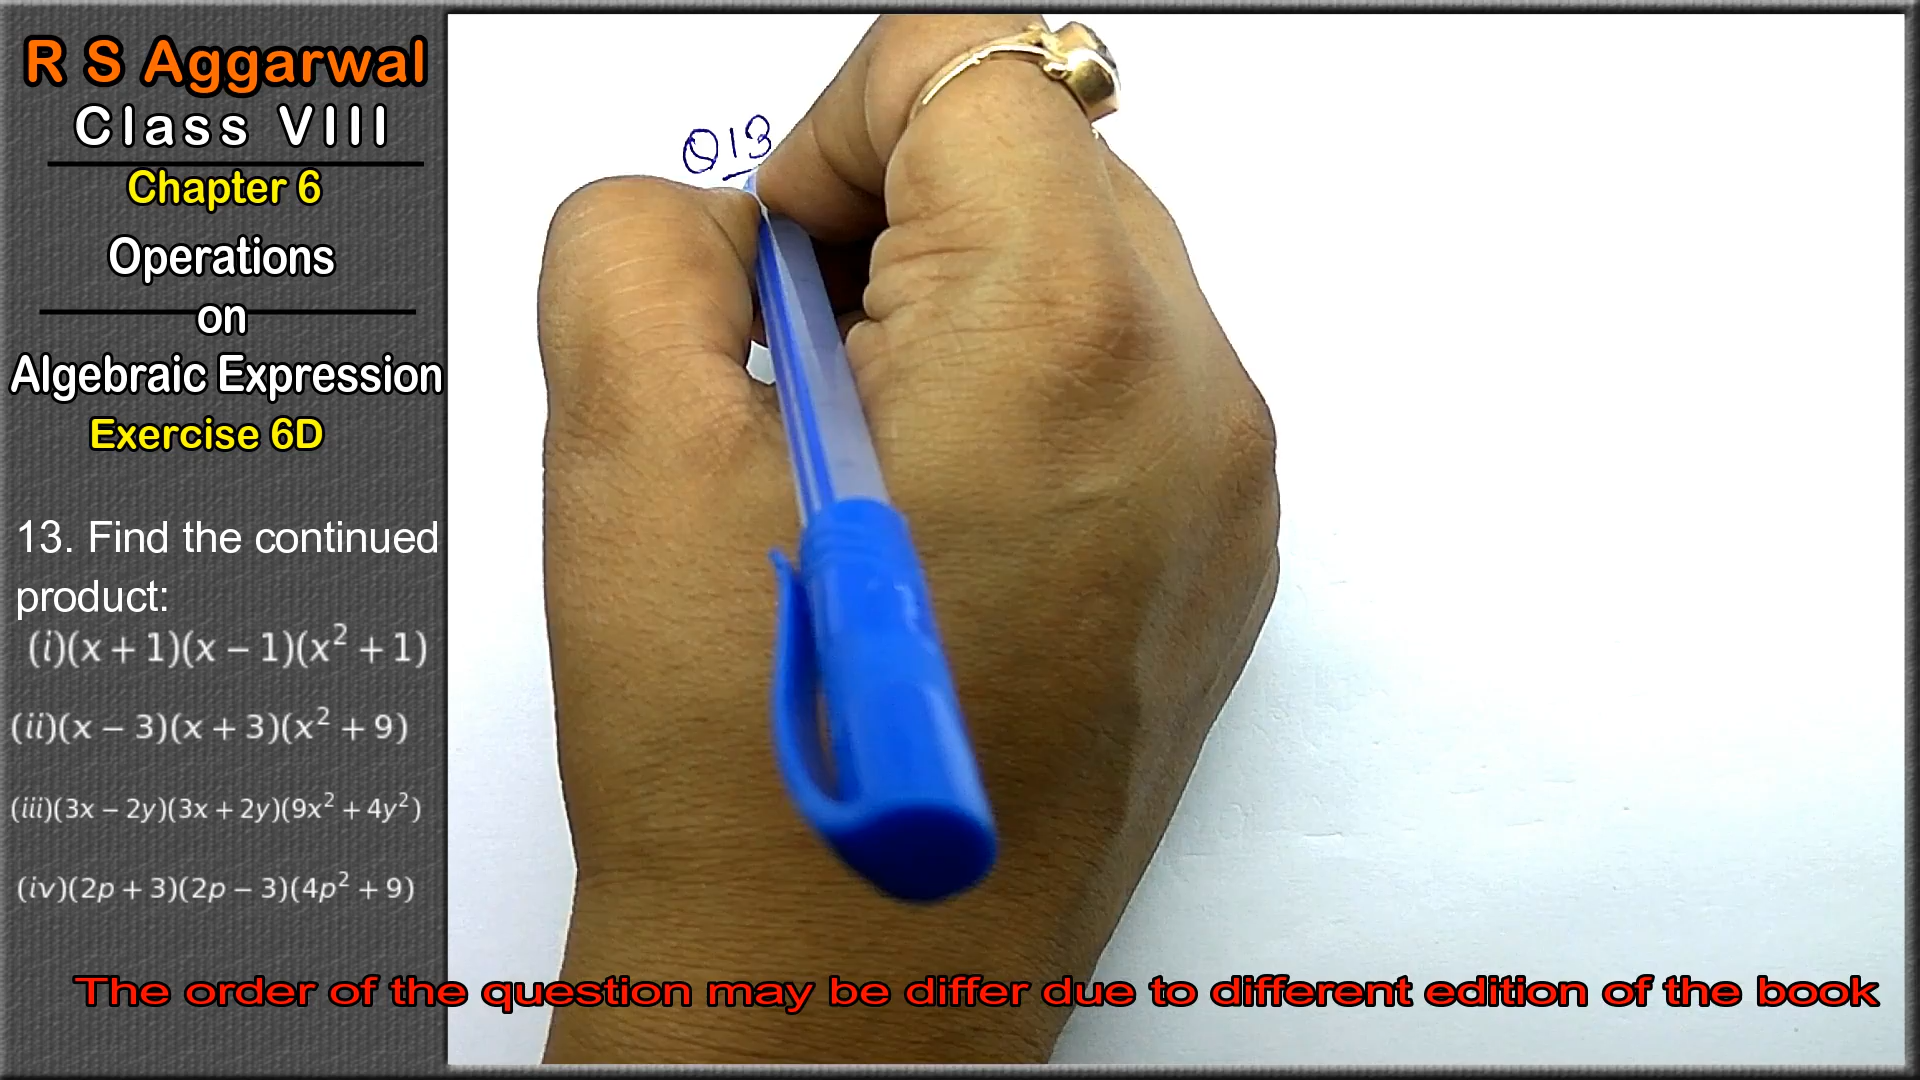 R S Aggarwal
Class VIII
Chapter 6
Operations
on
Algebraic Expression
Exercise 6D
13. Find the continued
product:
(i)(x + 1)(x − 1)(x² + 1)
(ii)(x − 3)(x + 3)(x² + 9)
(iii)(3x − 2y)(3x + 2y)(9x² + 4y²)
(iv)(2p + 3)(2p − 3)(4p² + 9)
Q13
The order of the question may be differ due to different edition of the book